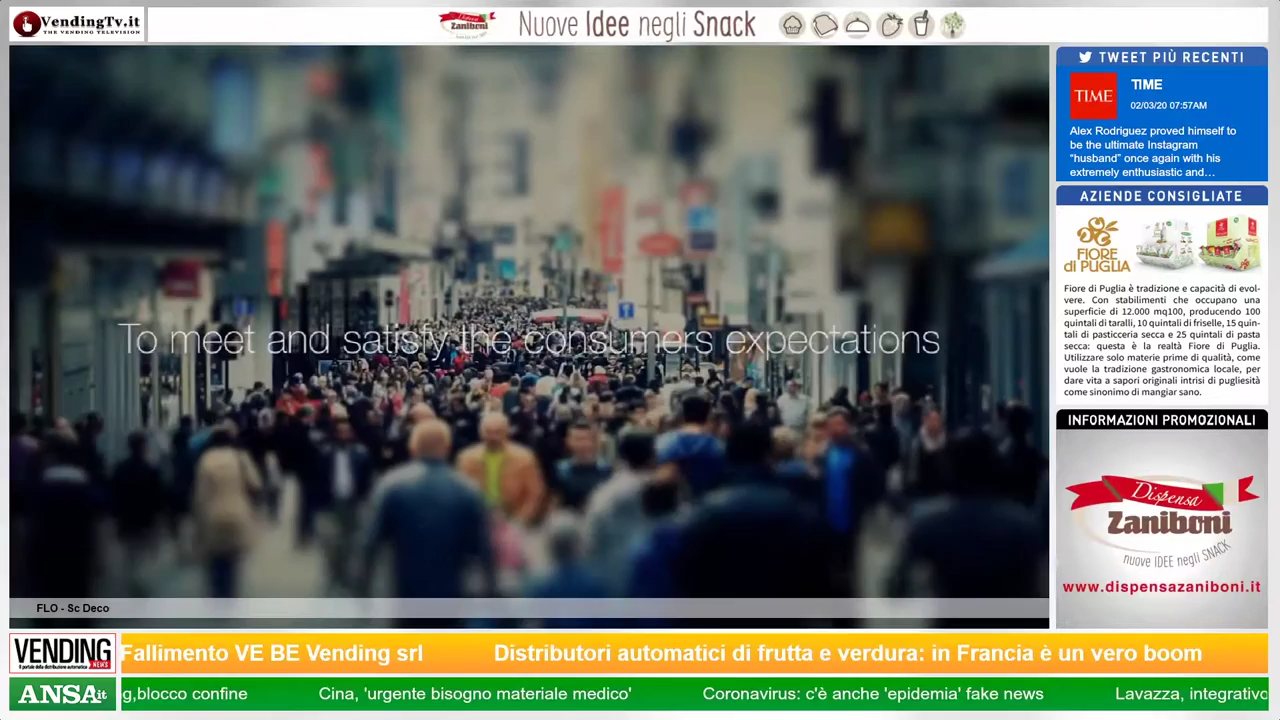 VendingTv.it
THE VENDING TELEVISION
Dispensa
Zaniboni
Nuove Idee negli Snack
To meet and satisfy the consumers expectations
FLO - Sc Deco
TWEET PIÙ RECENTI
TIME
TIME
02/03/20 07:57AM
Alex Rodriguez proved himself to
be the ultimate Instagram
“husband” once again with his
extremely enthusiastic and…
AZIENDE CONSIGLIATE
FIORE
di PUGLIA
Fiore di Puglia è tradizione e capacità di evol-
vere. Con stabilimenti che occupano una
superficie di 12.000 mq100, producendo 100
quintali di taralli, 10 quintali di friselle, 15 quin-
tali di pasticceria secca e 25 quintali di pasta
secca: questa è la realtà Fiore di Puglia.
Utilizzare solo materie prime di qualità, come
vuole la tradizione gastronomica locale, per
dare vita a sapori originali intrisi di pugliesità
come sinonimo di mangiar sano.
INFORMAZIONI PROMOZIONALI
Dispensa
Zaniboni
nuove IDEE negli SNACK
www.dispensazaniboni.it
VENDING
NEWS
Il portale della distribuzione automatica
Fallimento VE BE Vending srl
Distributori automatici di frutta e verdura: in Francia è un vero boom
ANSA.it
g,blocco confine
Cina, 'urgente bisogno materiale medico'
Coronavirus: c'è anche 'epidemia' fake news
Lavazza, integrativo